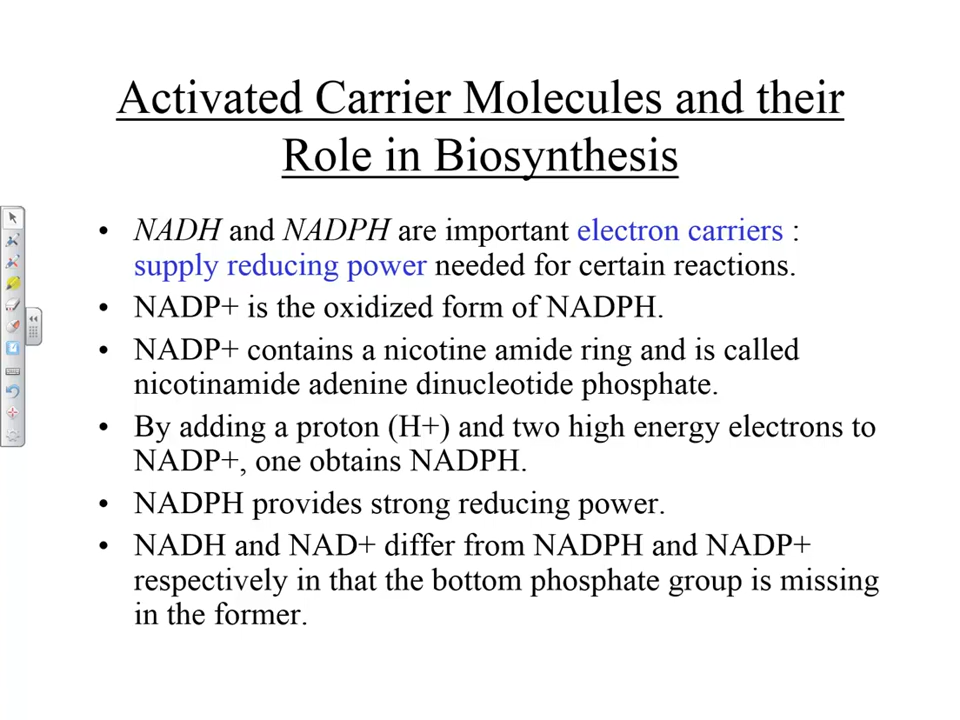 Activated Carrier Molecules and their
Role in Biosynthesis
• NADH and NADPH are important electron carriers :
supply reducing power needed for certain reactions.
• NADP+ is the oxidized form of NADPH.
• NADP+ contains a nicotine amide ring and is called
nicotinamide adenine dinucleotide phosphate.
• By adding a proton (H+) and two high energy electrons to
NADP+, one obtains NADPH.
• NADPH provides strong reducing power.
• NADH and NAD+ differ from NADPH and NADP+
respectively in that the bottom phosphate group is missing
in the former.